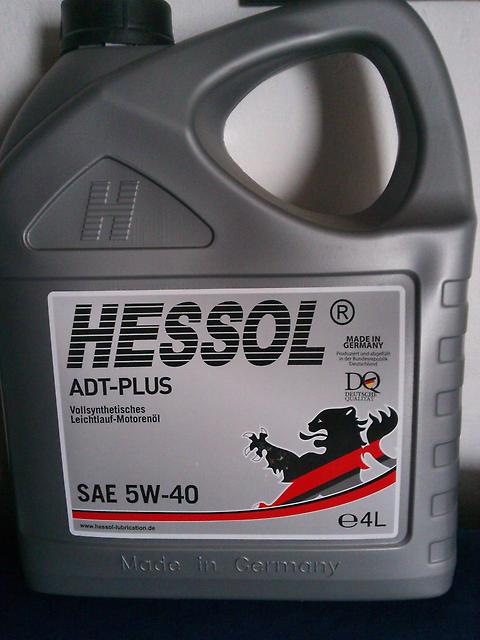 H
HESSOL®
ADT-PLUS
Vollsynthetisches
Leichtlauf-Motorenöl
MADE IN
GERMANY
Produziert und abgefüllt
in der Bundesrepublik
Deutschland
DQ
DEUTSCHE
QUALITÄT
SAE 5W-40
www.hessol-lubrication.de
℮4L
Made in Germany